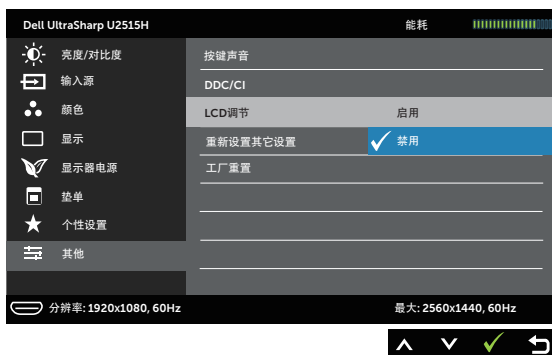 Dell UltraSharp U2515H 能耗
亮度/对比度
输入源
颜色
显示
显示器电源
垫单
个性设置
其他
按键声音
DDC/CI
LCD调节 启用
重新设置其它设置 禁用
工厂重置
分辨率: 1920x1080, 60Hz 最大: 2560x1440, 60Hz